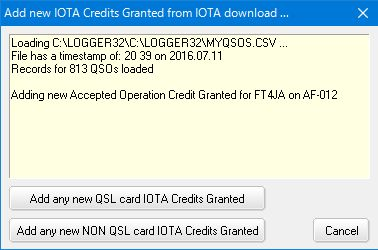 Add new IOTA Credits Granted from IOTA download ...
Loading C:\LOGGER32\C:\LOGGER32\MYQSOS.CSV ...
File has a timestamp of: 20 39 on 2016.07.11
Records for 813 QSOs loaded
Adding new Accepted Operation Credit Granted for FT4JA on AF-012
Add any new QSL card IOTA Credits Granted
Add any new NON QSL card IOTA Credits Granted
Cancel